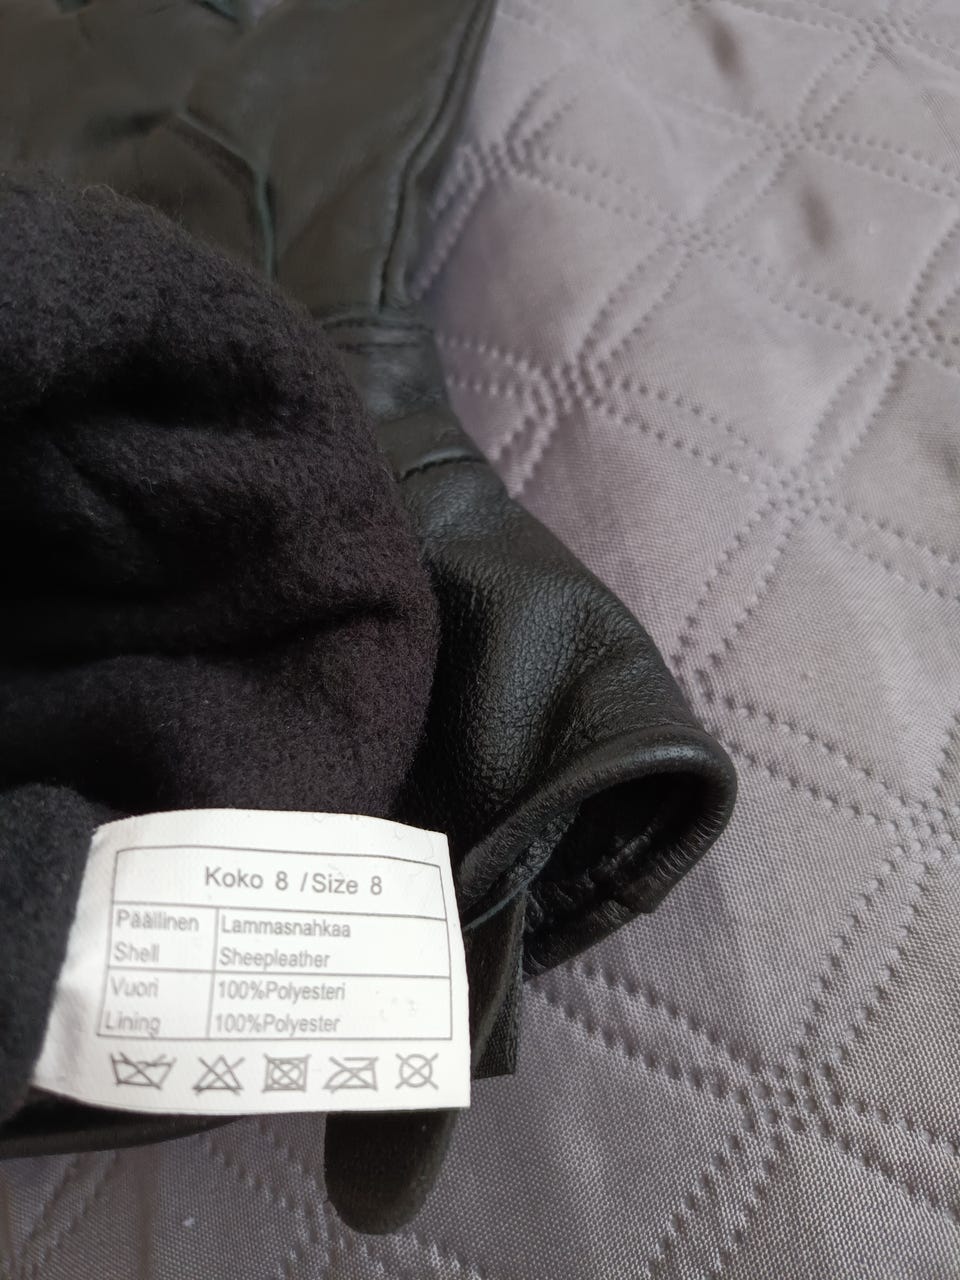 Koko 8 /Size 8
Päällinen Lammasnahkaa
Shell Sheepleather
Vuori 100%Polyesteri
Lining 100%Polyester